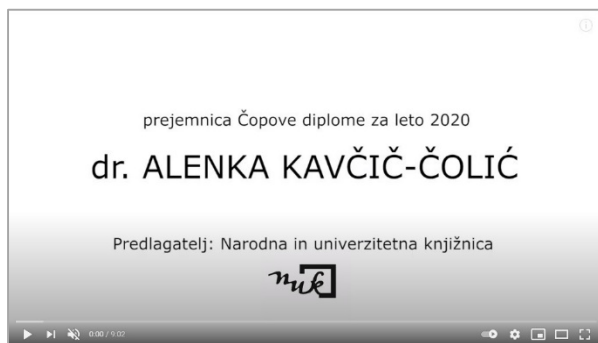 prejemnica Čopove diplome za leto 2020
dr. ALENKA KAVČIČ-ČOLIĆ
Predlagatelj: Narodna in univerzitetna knjižnica
nuk
0:00 / 9:02